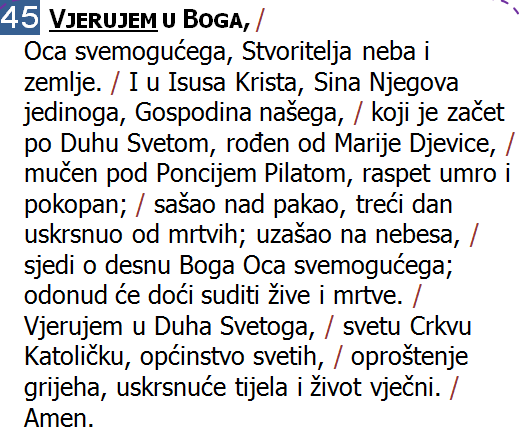 45 VJERUJEM U BOGA, /
Oca svemogućega, Stvoritelja neba i
zemlje. / I u Isusa Krista, Sina Njegova
jedinoga, Gospodina našega, / koji je začet
po Duhu Svetom, rođen od Marije Djevice, /
mučen pod Poncijem Pilatom, raspet umro i
pokopan; / sašao nad pakao, treći dan
uskrsnuo od mrtvih; uzašao na nebesa, /
sjedi o desnu Boga Oca svemogućega;
odonud će doći suditi žive i mrtve. /
Vjerujem u Duha Svetoga, / svetu Crkvu
Katoličku, općinstvo svetih, / oproštenje
grijeha, uskrsnuće tijela i život vječni. /
Amen.